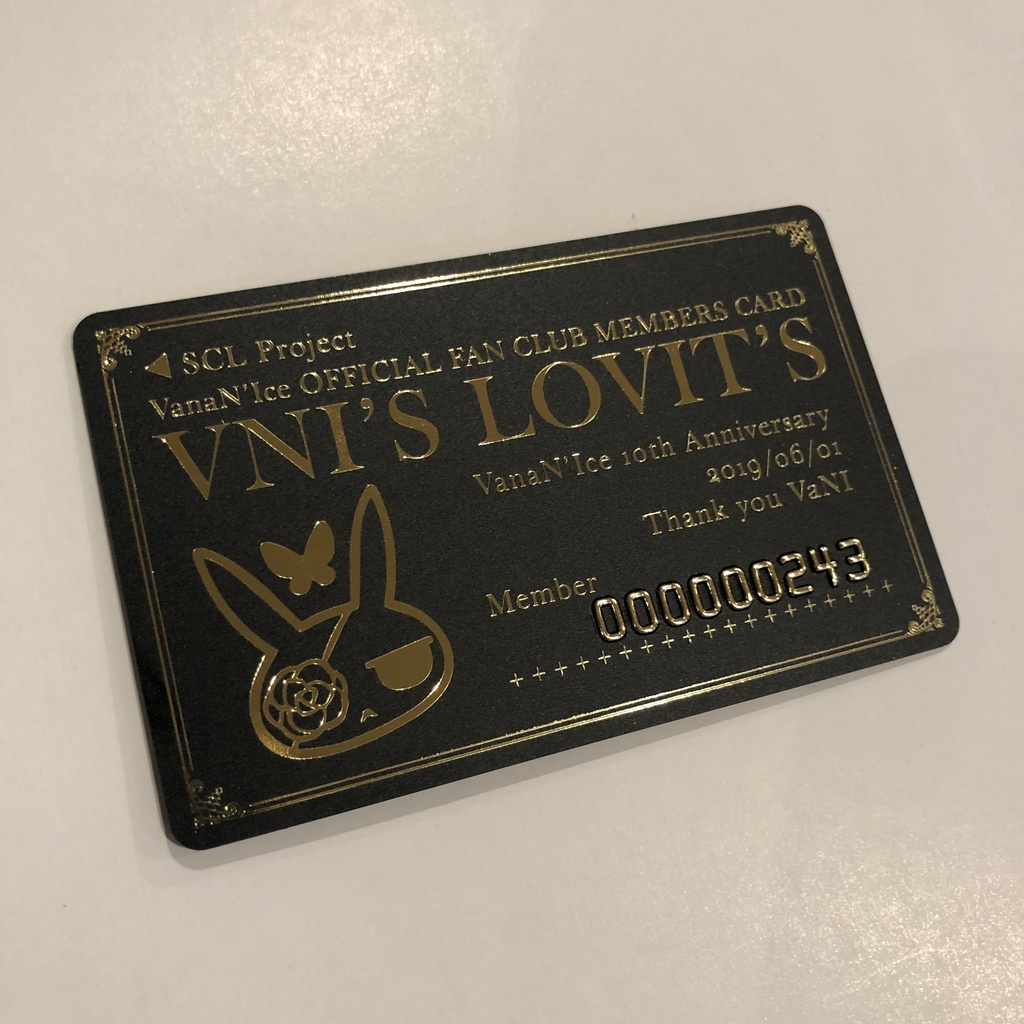 ◀ SCL Project
VanaN'Ice OFFICIAL FAN CLUB MEMBERS CARD
VNI'S LOVIT'S
VanaN'Ice 10th Anniversary
2019/06/01
Thank you VaNI
Member 000000243
+++++++++++++++++